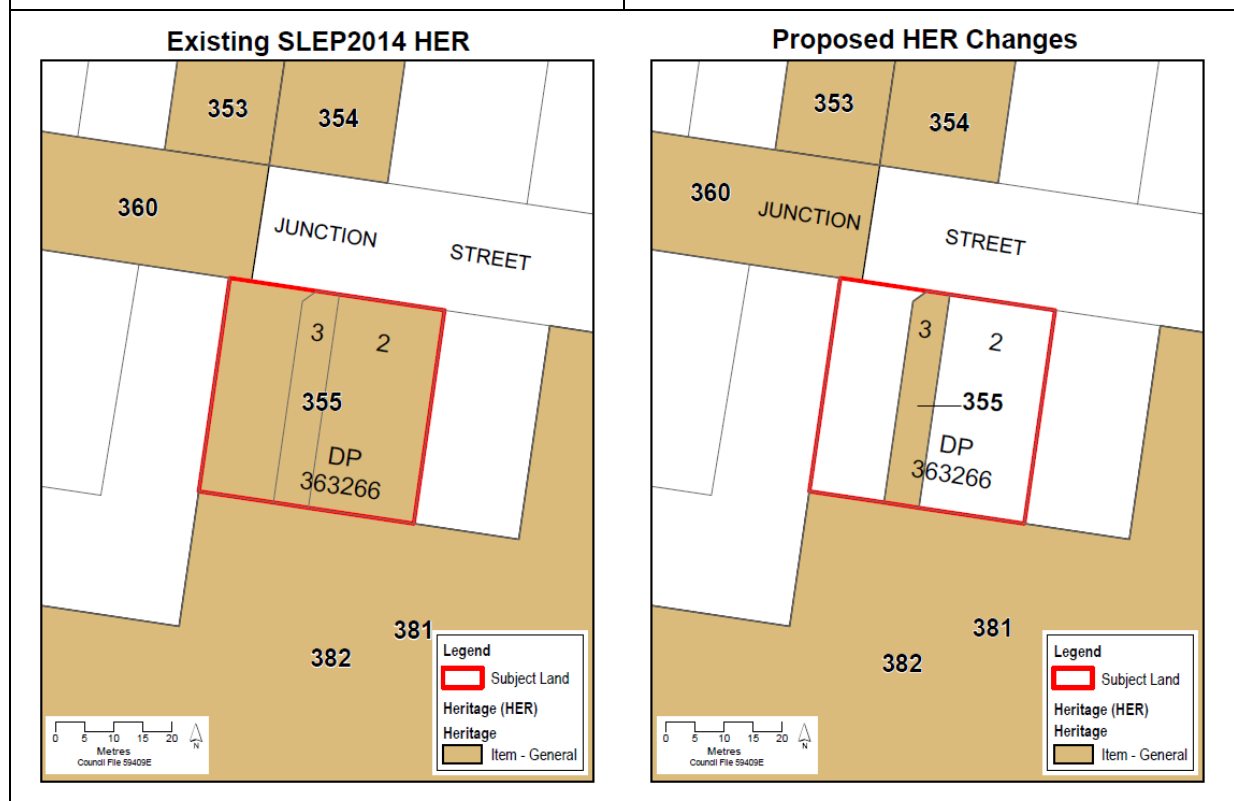 Existing SLEP2014 HER
353
354
360
JUNCTION STREET
3
2
355
DP
363266
381
382
Legend
Subject Land
Heritage (HER)
Heritage
Item - General
0 5 10 15 20
Metres
Council File 59409E
N
Proposed HER Changes
353
354
360
JUNCTION STREET
3
2
355
DP
363266
381
382
Legend
Subject Land
Heritage (HER)
Heritage
Item - General
0 5 10 15 20
Metres
Council File 59409E
N